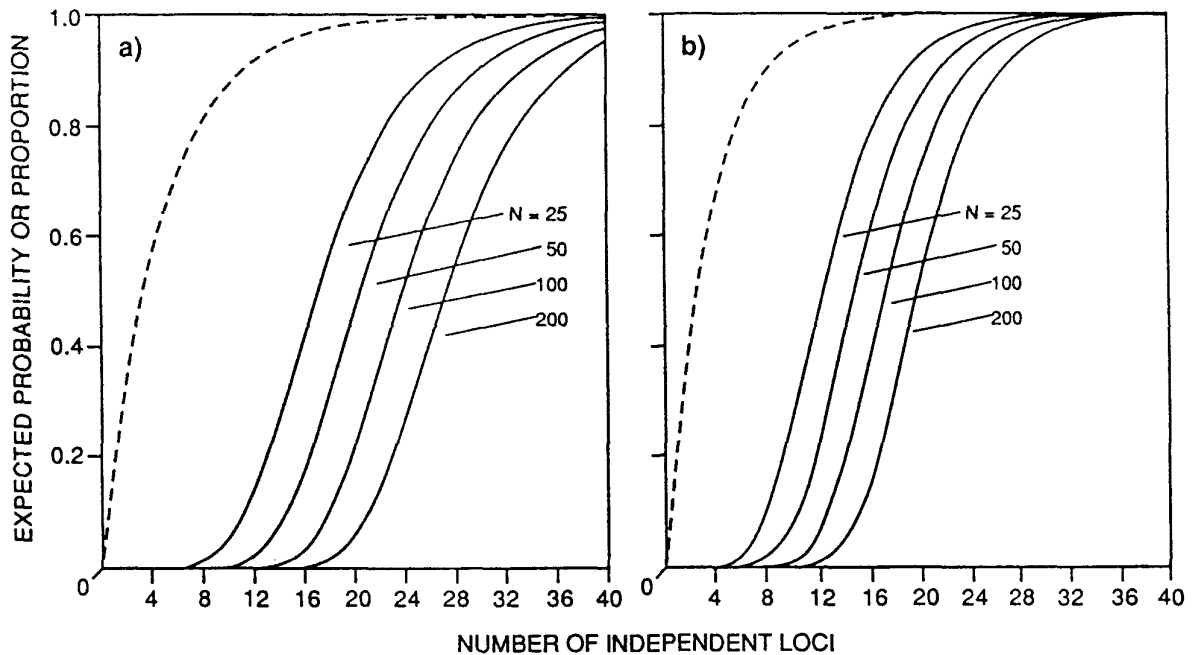 EXPECTED PROBABILITY OR PROPORTION
a)
1.0
0.8
0.6
0.4
0.2
0
N = 25
50
100
200
4 8 12 16 20 24 28 32 36 40
b)
N = 25
50
100
200
0
4 8 12 16 20 24 28 32 36 40
NUMBER OF INDEPENDENT LOCI